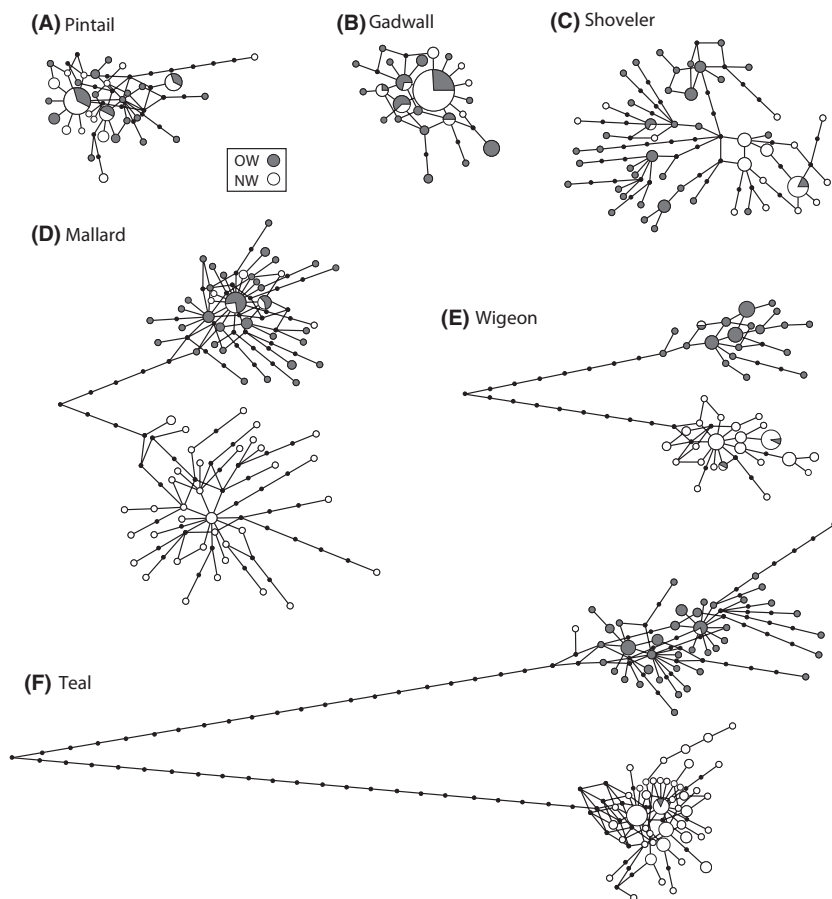 (A) Pintail
(B) Gadwall
(C) Shoveler
OW
NW
(D) Mallard
(E) Wigeon
(F) Teal